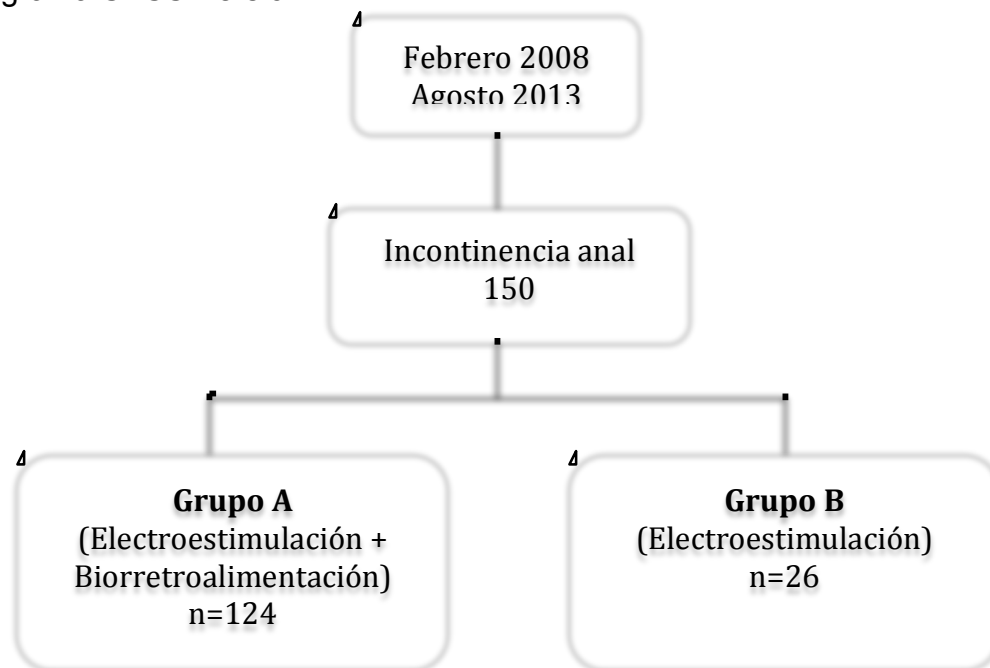 Febrero 2008
Agosto 2013
Incontinencia anal
150
Grupo A
(Electroestimulación +
Biorretroalimentación)
n=124
Grupo B
(Electroestimulación)
n=26